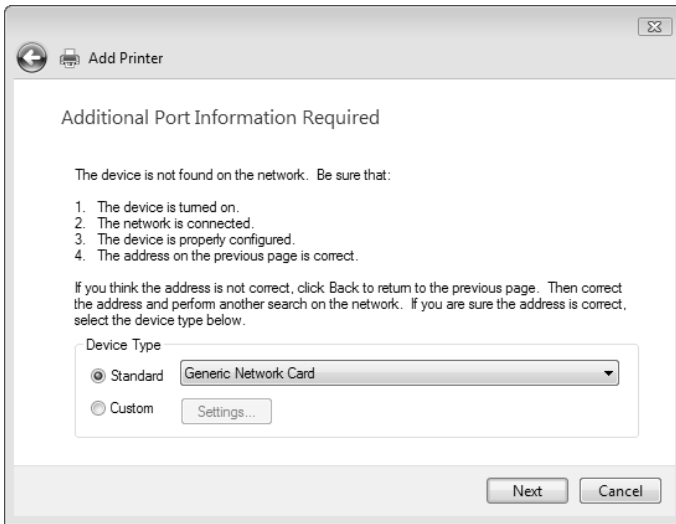 Add Printer
Additional Port Information Required
The device is not found on the network.  Be sure that:
1.  The device is turned on.
2.  The network is connected.
3.  The device is properly configured.
4.  The address on the previous page is correct.
If you think the address is not correct, click Back to return to the previous page.  Then correct
the address and perform another search on the network.  If you are sure the address is correct,
select the device type below.
Device Type
Standard
Generic Network Card
Custom
Settings...
Next
Cancel